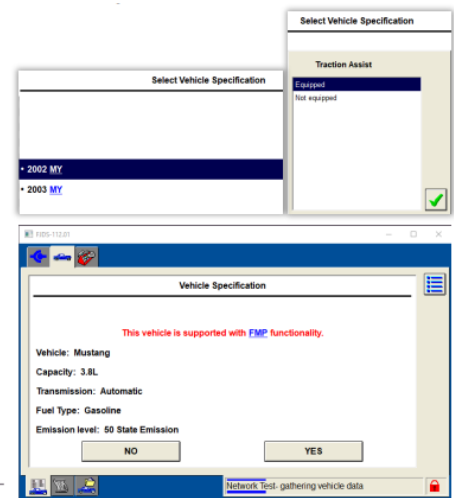 Select Vehicle Specification
Traction Assist
Equipped
Not equipped
Select Vehicle Specification
• 2002 MY
• 2003 MY
FJDS-112.01
Vehicle Specification
This vehicle is supported with FMP functionality.
Vehicle: Mustang
Capacity: 3.8L
Transmission: Automatic
Fuel Type: Gasoline
Emission level: 50 State Emission
NO
YES
Network Test- gathering vehicle data